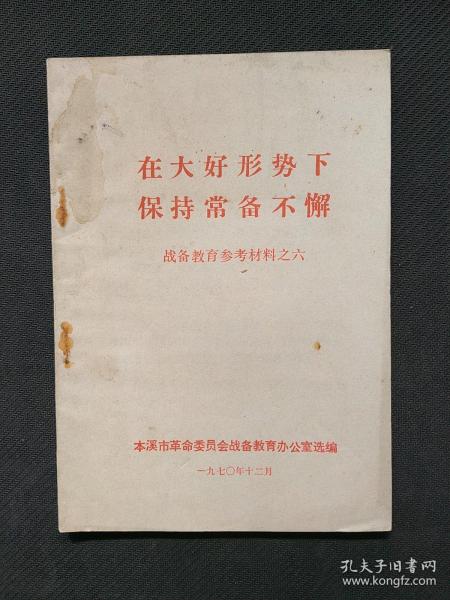 在大好形势下
保持常备不懈
战备教育参考材料之六
本溪市革命委员会战备教育办公室选编
一九七〇年十二月
孔夫子旧书网
www.kongfz.com